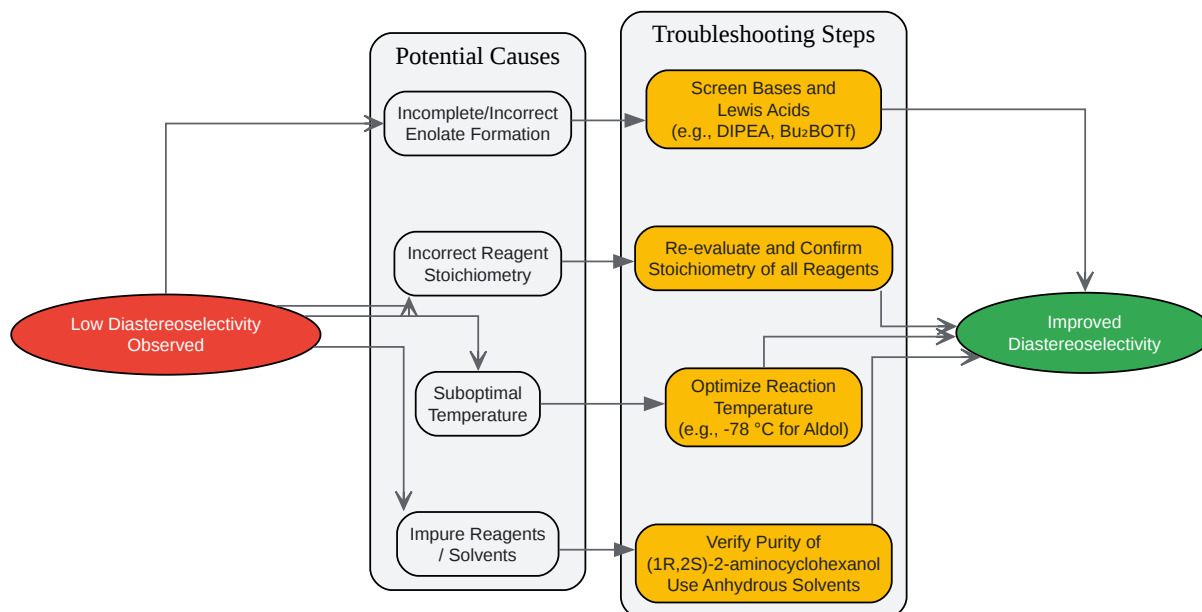 Potential Causes
Troubleshooting Steps
Incomplete/Incorrect
Enolate Formation
Screen Bases and
Lewis Acids
(e.g., DIPEA, Bu₂BOTf)
Incorrect Reagent
Stoichiometry
Re-evaluate and Confirm
Stoichiometry of all Reagents
Low Diastereoselectivity
Observed
Improved
Diastereoselectivity
Suboptimal
Temperature
Optimize Reaction
Temperature
(e.g., -78 °C for Aldol)
Impure Reagents
/ Solvents
Verify Purity of
(1R,2S)-2-aminocyclohexanol
Use Anhydrous Solvents